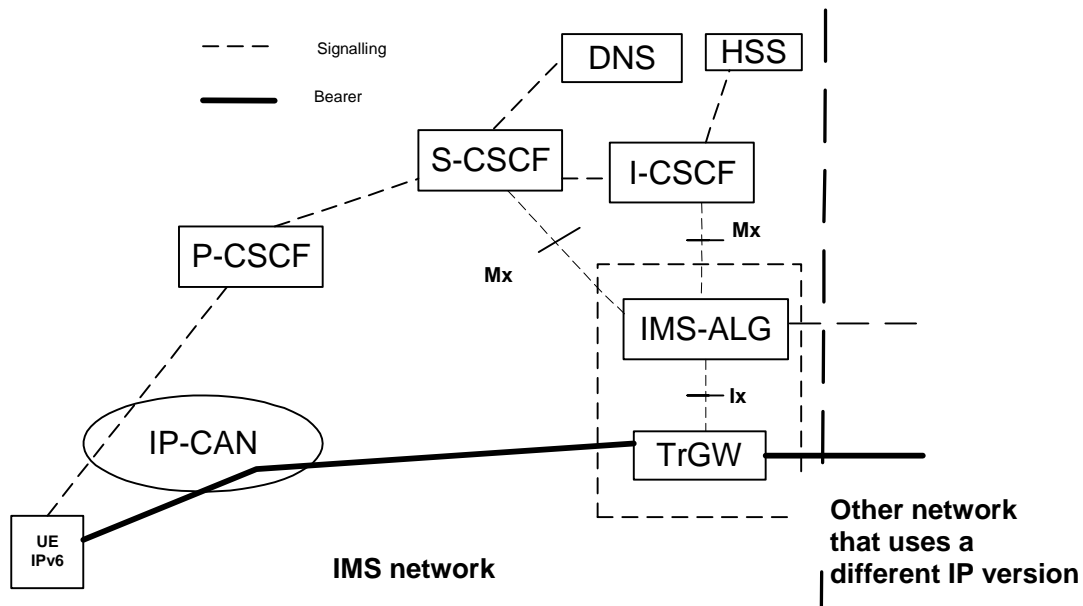 Signalling
Bearer
DNS
HSS
S-CSCF
I-CSCF
P-CSCF
Mx
Mx
IMS-ALG
Ix
IP-CAN
TrGW
UE
IPv6
IMS network
Other network
that uses a
different IP version